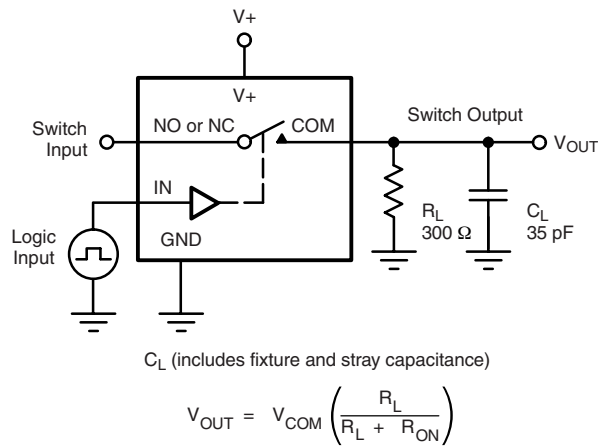 V+
V+
Switch Output
NO or NC
COM
Switch
Input
V_OUT
IN
R_L
300 Ω
C_L
35 pF
Logic
Input
GND
C_L (includes fixture and stray capacitance)
V_OUT = V_COM ( R_L / R_L + R_ON )